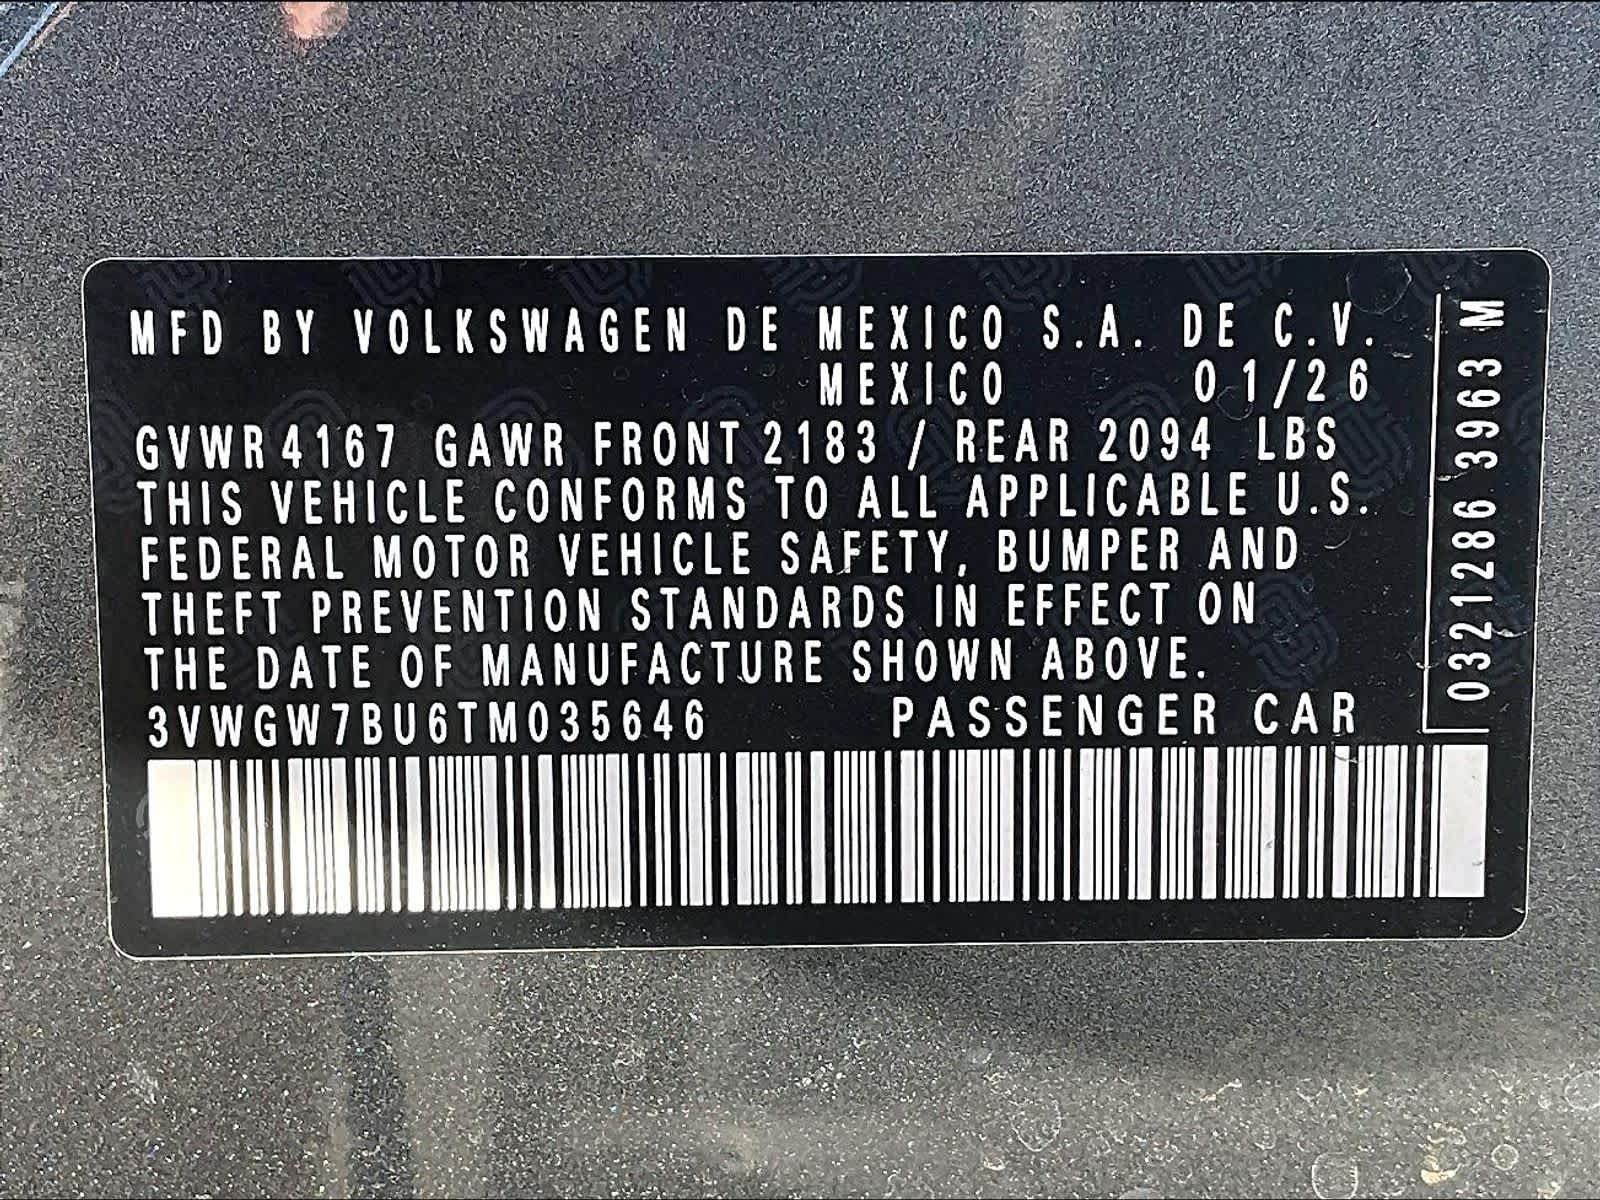 MFD BY VOLKSWAGEN DE MEXICO S.A. DE C.V.
MEXICO 01/26
GVWR 4167 GAWR FRONT 2183 / REAR 2094 LBS
THIS VEHICLE CONFORMS TO ALL APPLICABLE U.S.
FEDERAL MOTOR VEHICLE SAFETY, BUMPER AND
THEFT PREVENTION STANDARDS IN EFFECT ON
THE DATE OF MANUFACTURE SHOWN ABOVE.
3VWGW7BU6TM035646 PASSENGER CAR
0321286 3963 M